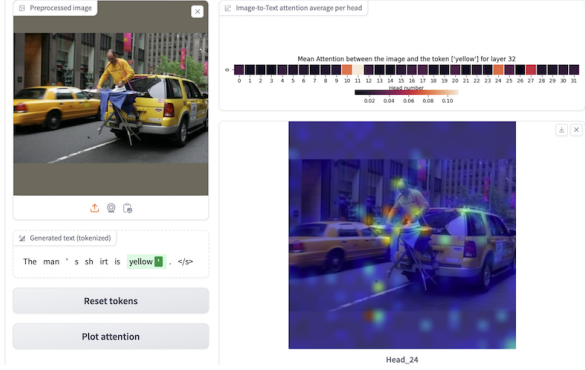 Preprocessed image
Image-to-Text attention average per head
Mean Attention between the image and the token ['yellow'] for layer 32
0
0 1 2 3 4 5 6 7 8 9 10 11 12 13 14 15 16 17 18 19 20 21 22 23 24 25 26 27 28 29 30 31
Head number
0.02 0.04 0.06 0.08 0.10
Generated text (tokenized)
The man ' s sh irt is yellow 1 . </s>
Reset tokens
Plot attention
Head_24